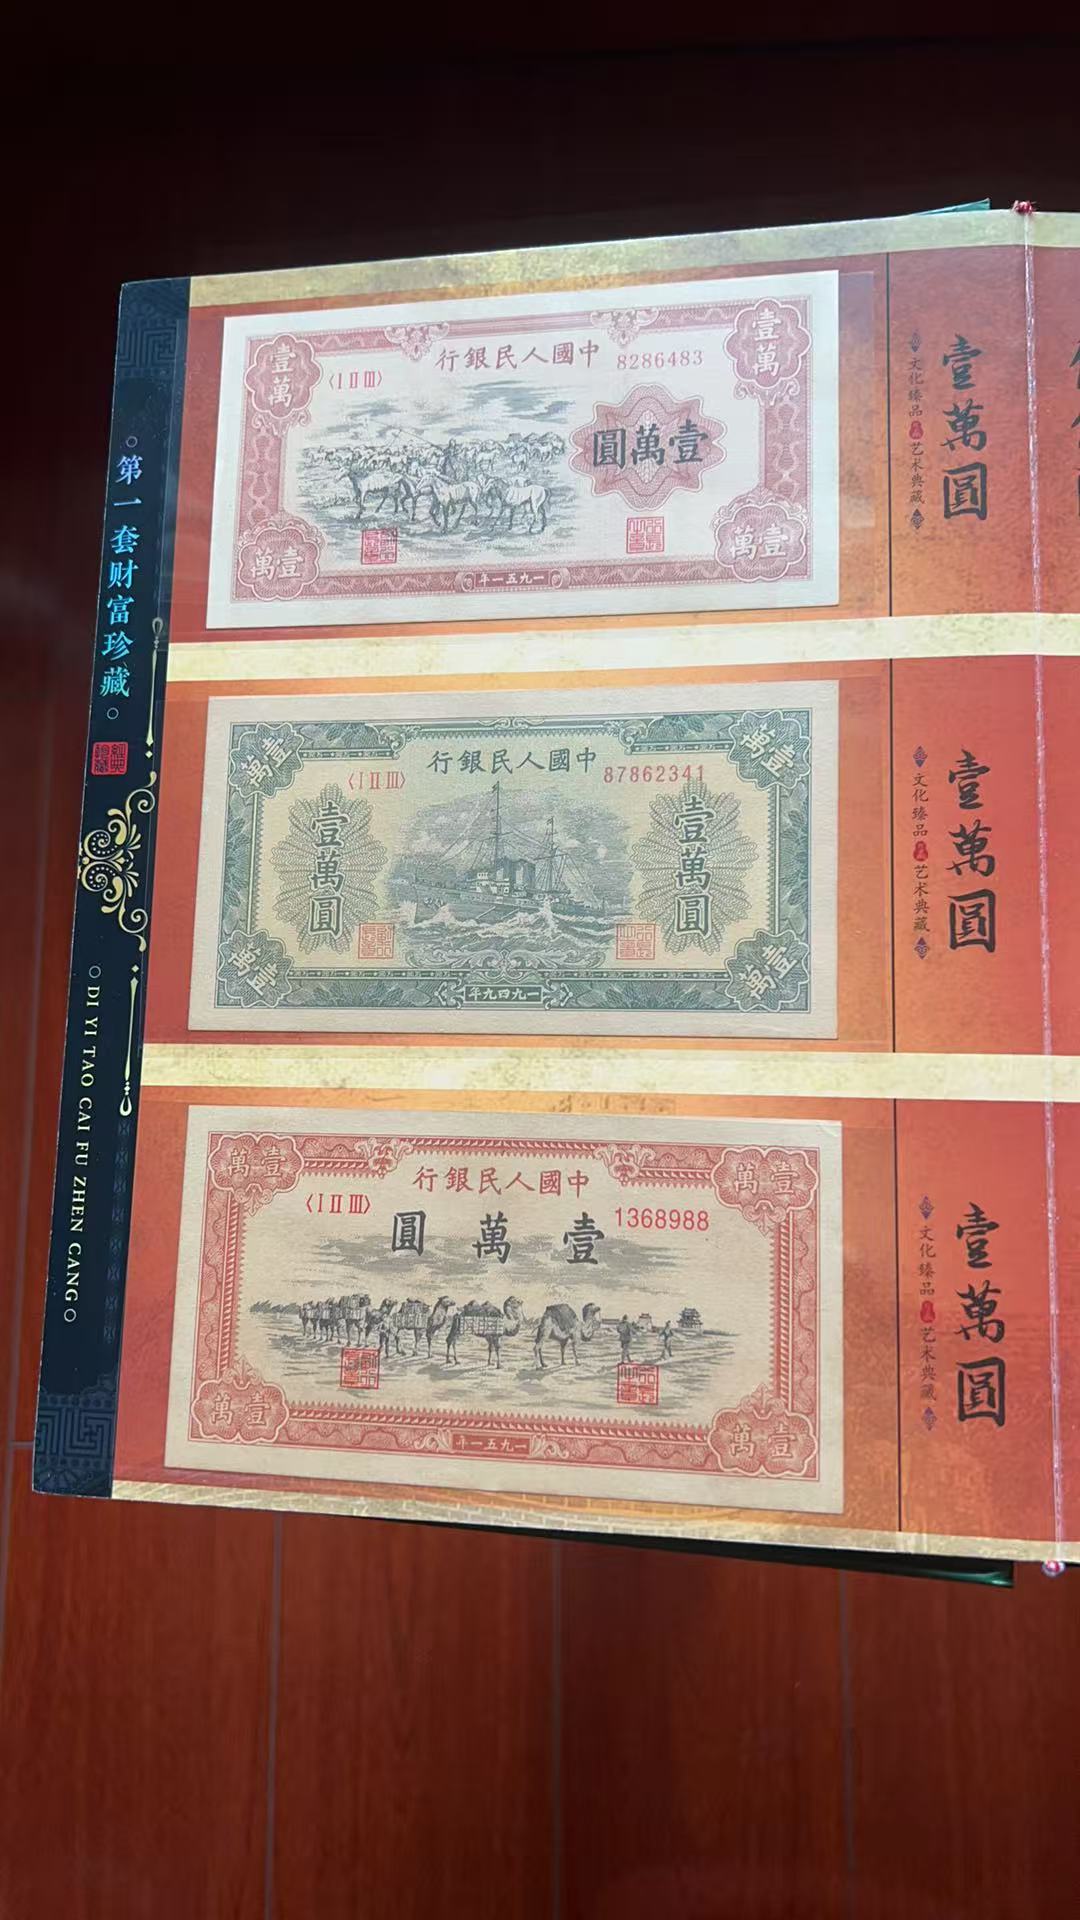 第一套财富珍藏
DI YI TAO CAI FU ZHEN CANG
中國人民銀行
8286483
〈I II III〉
壹萬
壹萬
壹萬圓
壹萬
壹萬
一九五一年
壹萬圓
文化臻品
艺术典藏
中國人民銀行
87862341
〈I II III〉
壹萬
壹萬
壹萬圓
壹萬圓
壹萬
壹萬
一九四九年
壹萬圓
文化臻品
艺术典藏
中國人民銀行
1368988
〈I II III〉
壹萬
壹萬
壹萬圓
壹萬
壹萬
一九五一年
壹萬圓
文化臻品
艺术典藏